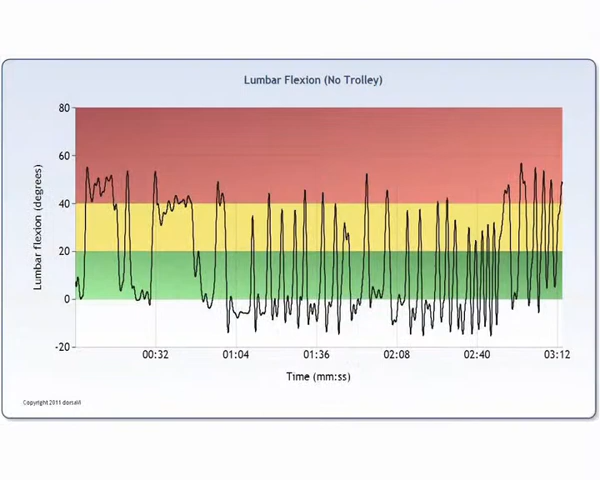 Lumbar Flexion (No Trolley)
Lumbar flexion (degrees)
80
60
40
20
0
-20
00:32 01:04 01:36 02:08 02:40 03:12
Time (mm:ss)
Copyright 2011 dorsaVi